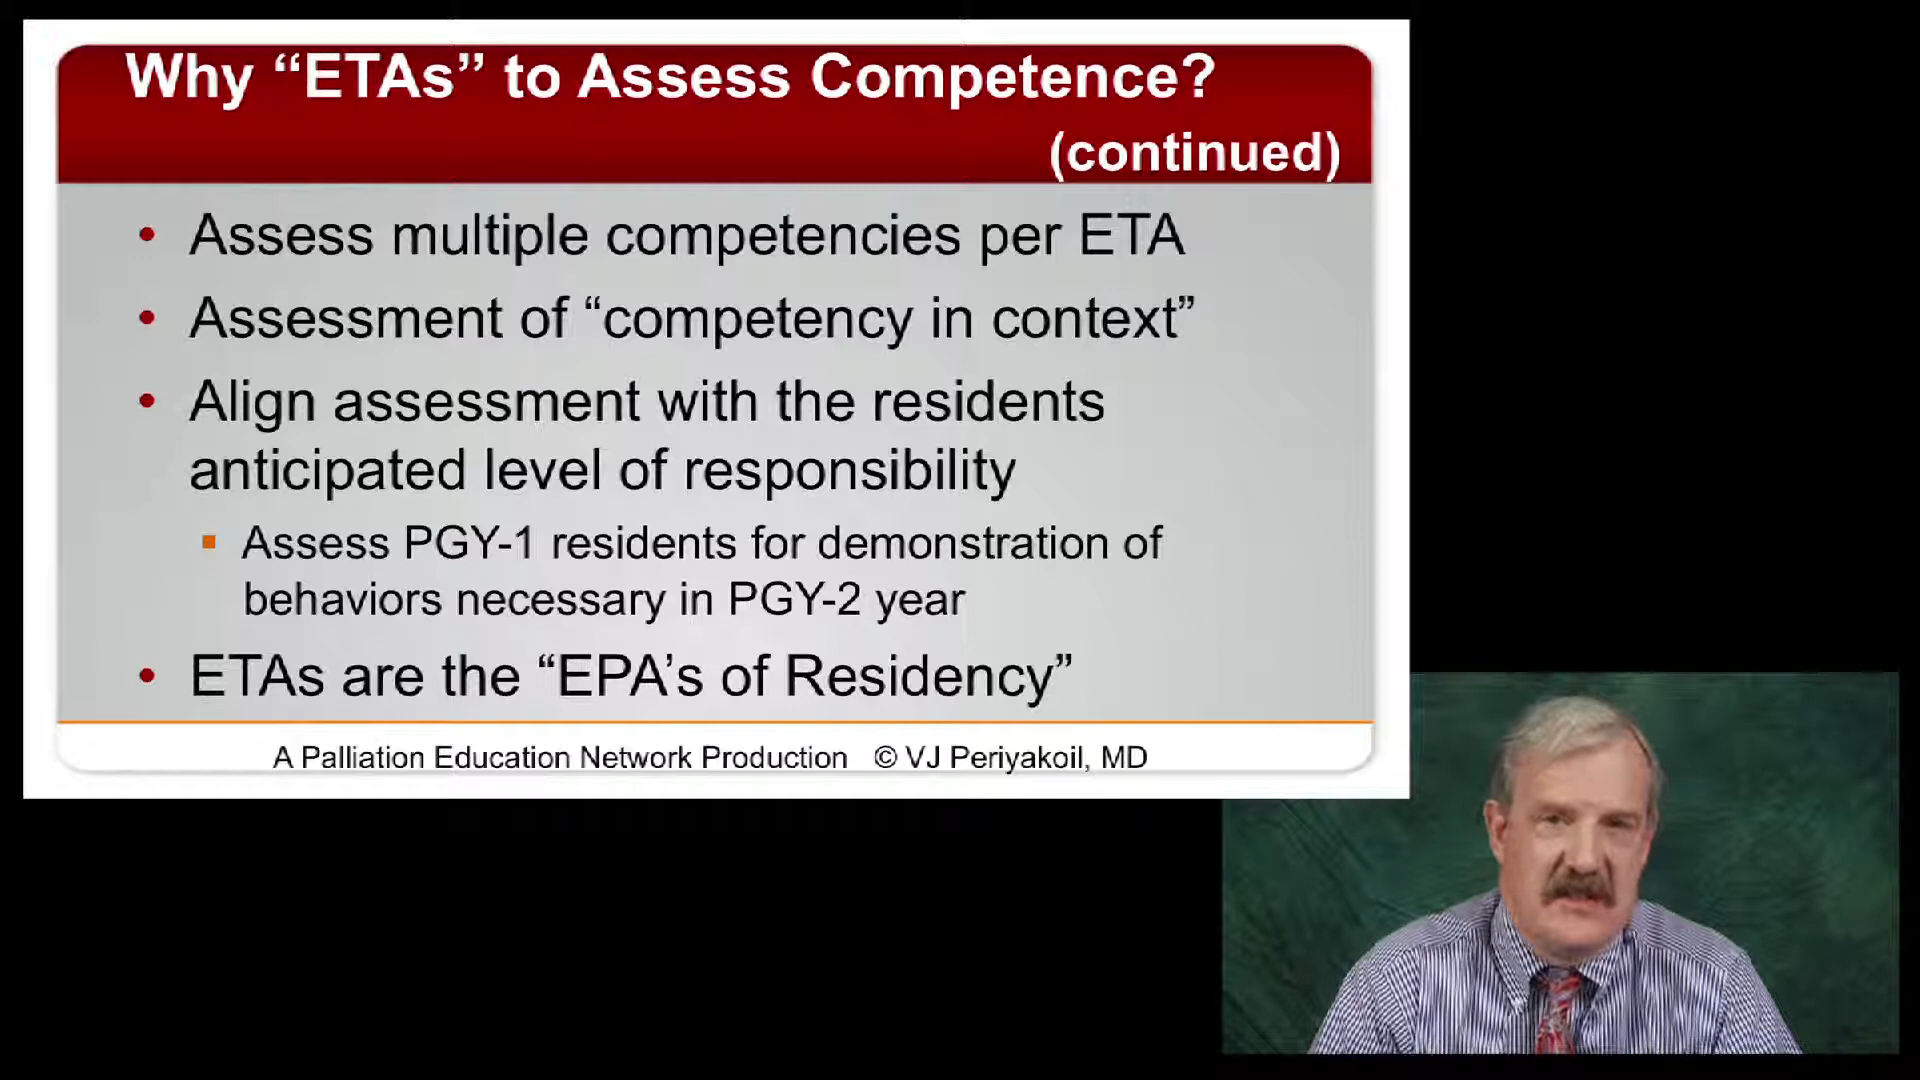 Why “ETAs” to Assess Competence?
(continued)
• Assess multiple competencies per ETA
• Assessment of “competency in context”
• Align assessment with the residents
anticipated level of responsibility
▪ Assess PGY-1 residents for demonstration of
behaviors necessary in PGY-2 year
• ETAs are the “EPA’s of Residency”
A Palliation Education Network Production © VJ Periyakoil, MD